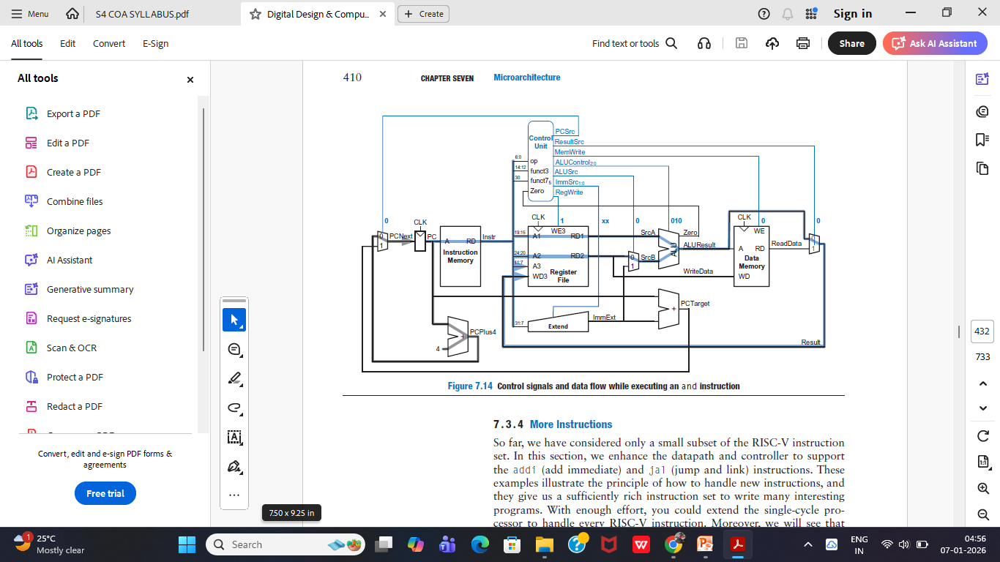 Menu
S4 COA SYLLABUS.pdf
Digital Design & Compu...
Create
Sign in
All tools
Edit
Convert
E-Sign
Find text or tools
Share
Ask AI Assistant
All tools
Export a PDF
Edit a PDF
Create a PDF
Combine files
Organize pages
AI Assistant
Generative summary
Request e-signatures
Scan & OCR
Protect a PDF
Redact a PDF
Convert, edit and e-sign PDF forms &
agreements
Free trial
7.50 x 9.25 in
410 CHAPTER SEVEN Microarchitecture
Control
Unit
PCSrc
ResultSrc
MemWrite
ALUControl2:0
ALUSrc
ImmSrc1:0
RegWrite
6:0 op
14:12 funct3
30 funct75
Zero
0
CLK
CLK
1
xx
0
010
CLK
0
0
0
1
PCNext
PC
A RD
Instruction
Memory
Instr
19:15 A1 WE3 RD1
24:20 A2 RD2
11:7 A3
WD3
Register
File
SrcA
0
1
SrcB
ALU
Zero
ALUResult
WE
A RD
Data
Memory
WD
ReadData
1
WriteData
+
PCTarget
31:7
Extend
ImmExt
+
PCPlus4
4
Result
Figure 7.14 Control signals and data flow while executing an and instruction
7.3.4 More Instructions
So far, we have considered only a small subset of the RISC-V instruction
set. In this section, we enhance the datapath and controller to support
the addi (add immediate) and jal (jump and link) instructions. These
examples illustrate the principle of how to handle new instructions, and
they give us a sufficiently rich instruction set to write many interesting
programs. With enough effort, you could extend the single-cycle pro-
cessor to handle every RISC-V instruction. Moreover, we will see that
432
733
1:1
1
25°C
Mostly clear
Search
ENG
IN
04:56
07-01-2026